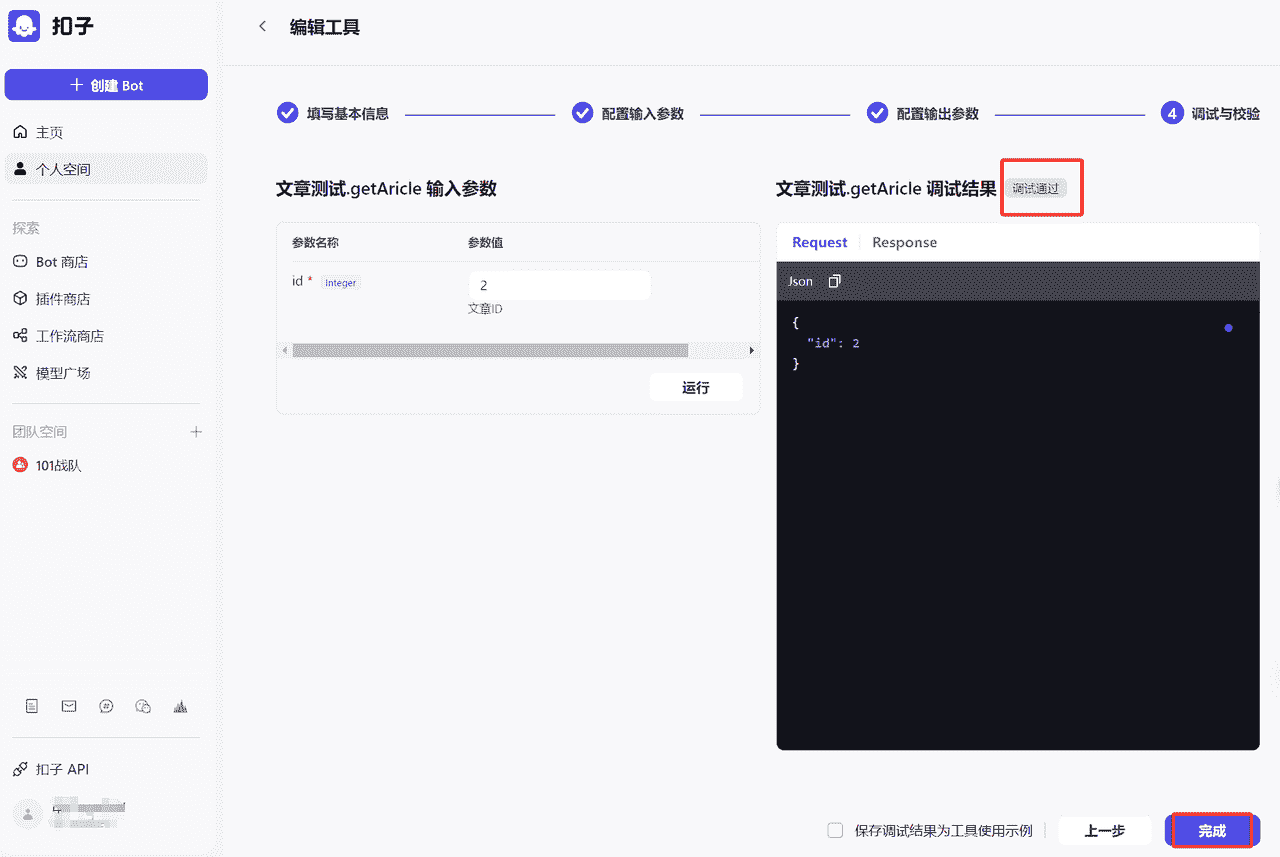 扣子
创建 Bot
主页
个人空间
探索
Bot 商店
插件商店
工作流商店
模型广场
团队空间
101战队
扣子 API
编辑工具
填写基本信息
配置输入参数
配置输出参数
4 调试与校验
文章测试.getAricle 输入参数
参数名称 参数值
id * Integer 2
文章ID
运行
文章测试.getAricle 调试结果 调试通过
Request Response
Json
{
"id": 2
}
保存调试结果为工具使用示例 上一步 完成